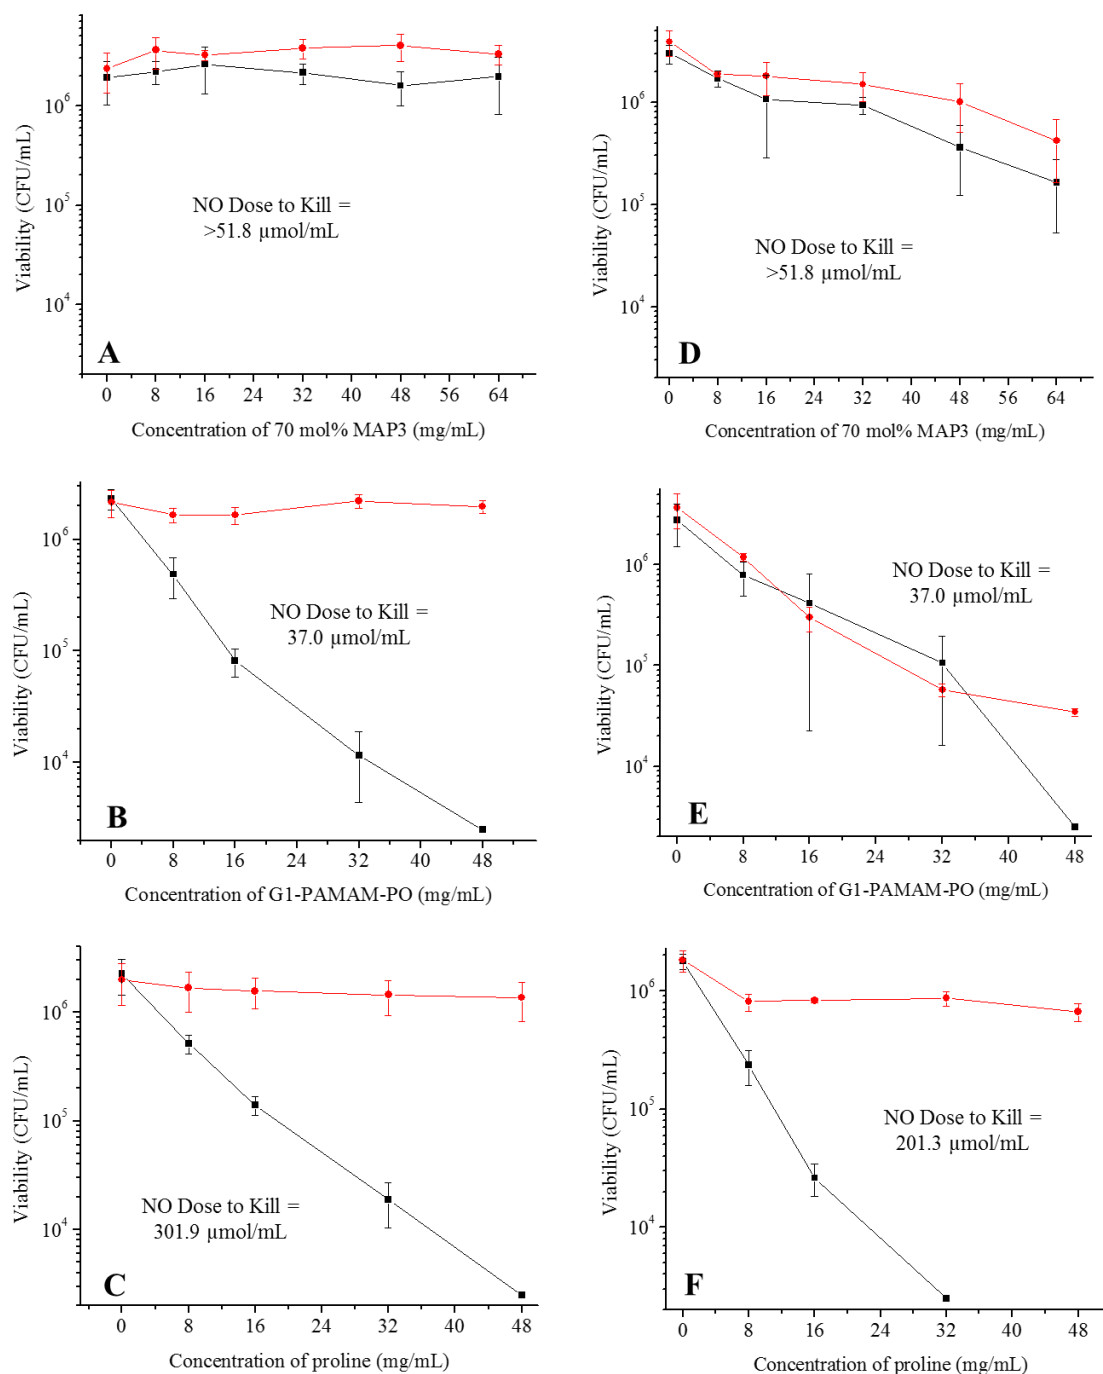 Viability (CFU/mL)
10^6
10^5
10^4
NO Dose to Kill =
>51.8 µmol/mL
A
0 8 16 24 32 40 48 56 64
Concentration of 70 mol% MAP3 (mg/mL)
Viability (CFU/mL)
10^6
10^5
10^4
NO Dose to Kill =
>51.8 µmol/mL
D
0 8 16 24 32 40 48 56 64
Concentration of 70 mol% MAP3 (mg/mL)
Viability (CFU/mL)
10^6
10^5
10^4
NO Dose to Kill =
37.0 µmol/mL
B
0 8 16 24 32 40 48
Concentration of G1-PAMAM-PO (mg/mL)
Viability (CFU/mL)
10^6
10^5
10^4
NO Dose to Kill =
37.0 µmol/mL
E
0 8 16 24 32 40 48
Concentration of G1-PAMAM-PO (mg/mL)
Viability (CFU/mL)
10^6
10^5
10^4
NO Dose to Kill =
301.9 µmol/mL
C
0 8 16 24 32 40 48
Concentration of proline (mg/mL)
Viability (CFU/mL)
10^6
10^5
10^4
NO Dose to Kill =
201.3 µmol/mL
F
0 8 16 24 32 40 48
Concentration of proline (mg/mL)